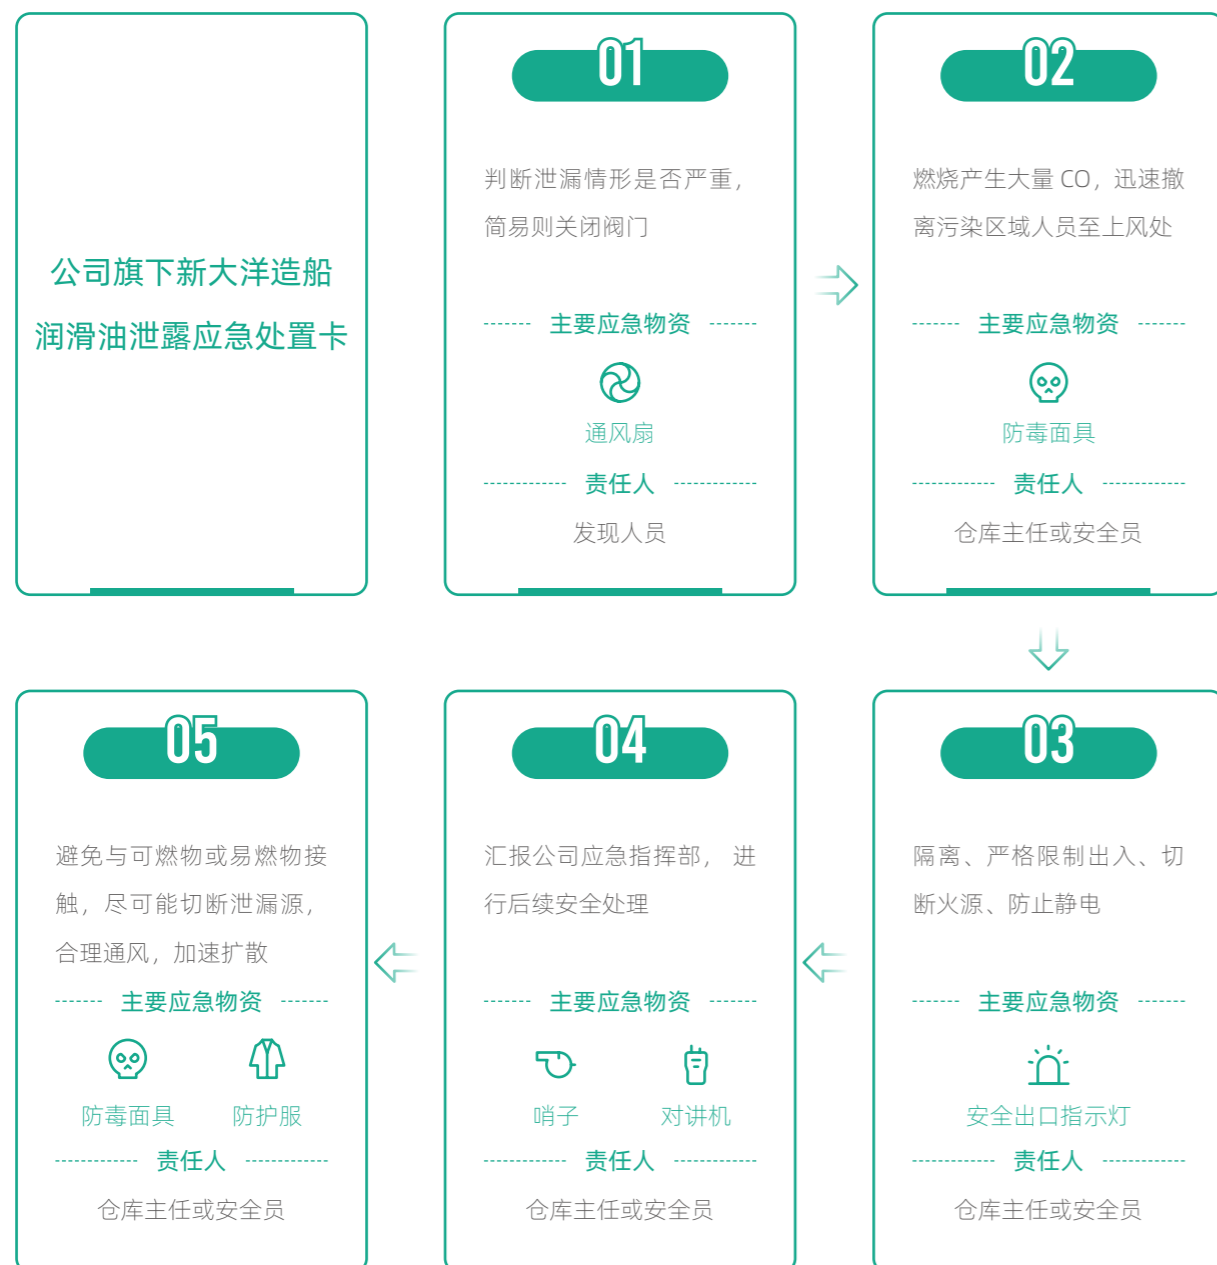 公司旗下新大洋造船
润滑油泄露应急处置卡
01
判断泄漏情形是否严重，
简易则关闭阀门
主要应急物资
通风扇
责任人
发现人员
02
燃烧产生大量 CO，迅速撤
离污染区域人员至上风处
主要应急物资
防毒面具
责任人
仓库主任或安全员
03
隔离、严格限制出入、切
断火源、防止静电
主要应急物资
安全出口指示灯
责任人
仓库主任或安全员
04
汇报公司应急指挥部， 进
行后续安全处理
主要应急物资
哨子 对讲机
责任人
仓库主任或安全员
05
避免与可燃物或易燃物接
触，尽可能切断泄漏源，
合理通风，加速扩散
主要应急物资
防毒面具 防护服
责任人
仓库主任或安全员